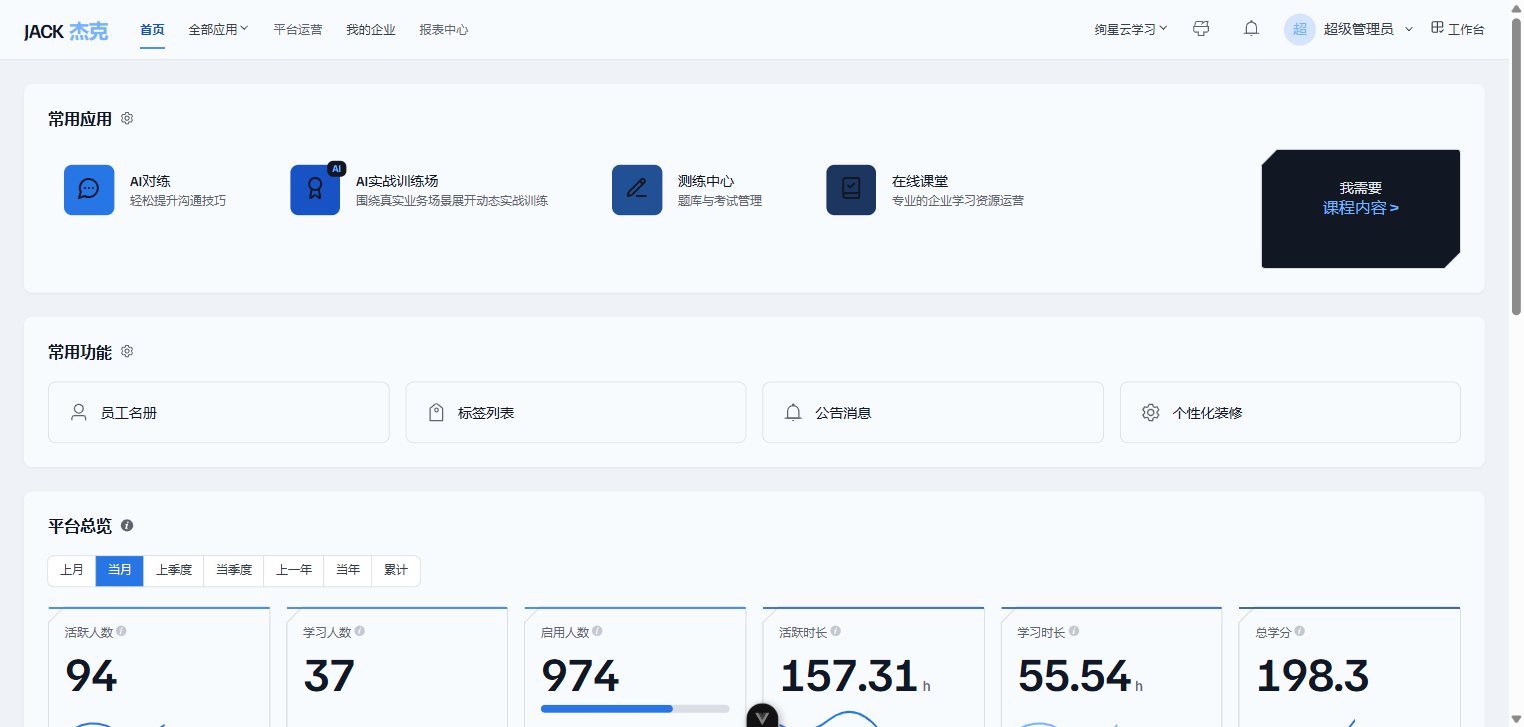 JACK 杰克
首页 全部应用 平台运营 我的企业 报表中心
绚星云学习 超 超级管理员 工作台
常用应用
AI对练
轻松提升沟通技巧
AI
AI实战训练场
围绕真实业务场景展开动态实战训练
测练中心
题库与考试管理
在线课堂
专业的企业学习资源运营
我需要
课程内容 >
常用功能
员工名册
标签列表
公告消息
个性化装修
平台总览
上月 当月 上季度 当季度 上一年 当年 累计
活跃人数
94
学习人数
37
启用人数
974
活跃时长
157.31 h
学习时长
55.54 h
总学分
198.3